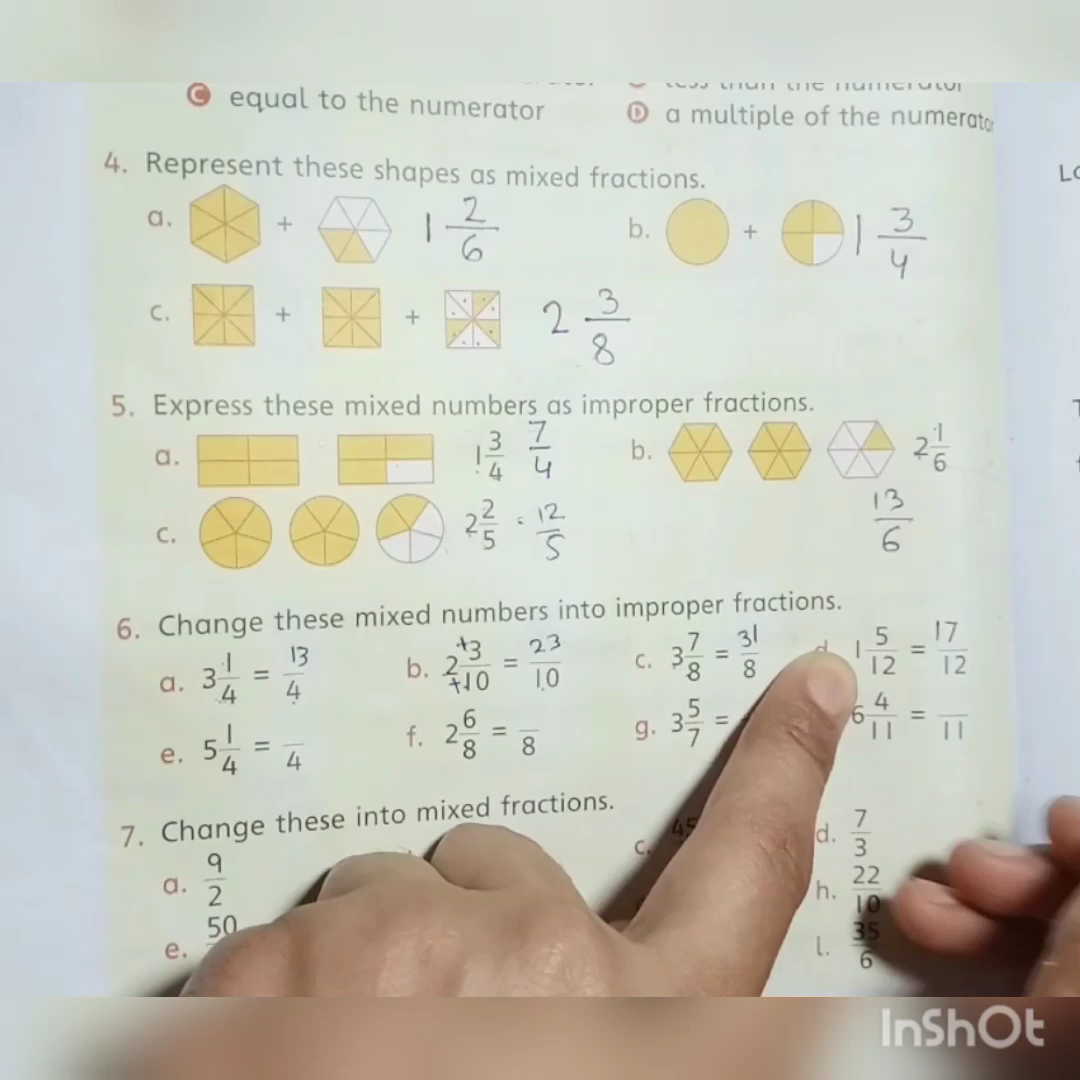 C equal to the numerator
D a multiple of the numerator
4. Represent these shapes as mixed fractions.
a. + 1 2/6 b. + 1 3/4
c. + + 2 3/8
5. Express these mixed numbers as improper fractions.
a. 1 3/4 7/4 b. 2 1/6 13/6
c. 2 2/5 = 12/5
6. Change these mixed numbers into improper fractions.
a. 3 1/4 = 13/4 b. 2 +3/10 = 23/10 c. 3 7/8 = 31/8 d. 1 5/12 = 17/12
e. 5 1/4 = /4 f. 2 6/8 = /8 g. 3 5/7 = 6 4/11 = /11
7. Change these into mixed fractions.
a. 9/2 c. 45 d. 7/3
e. 50 h. 22/10
l. 35/6
InShOt